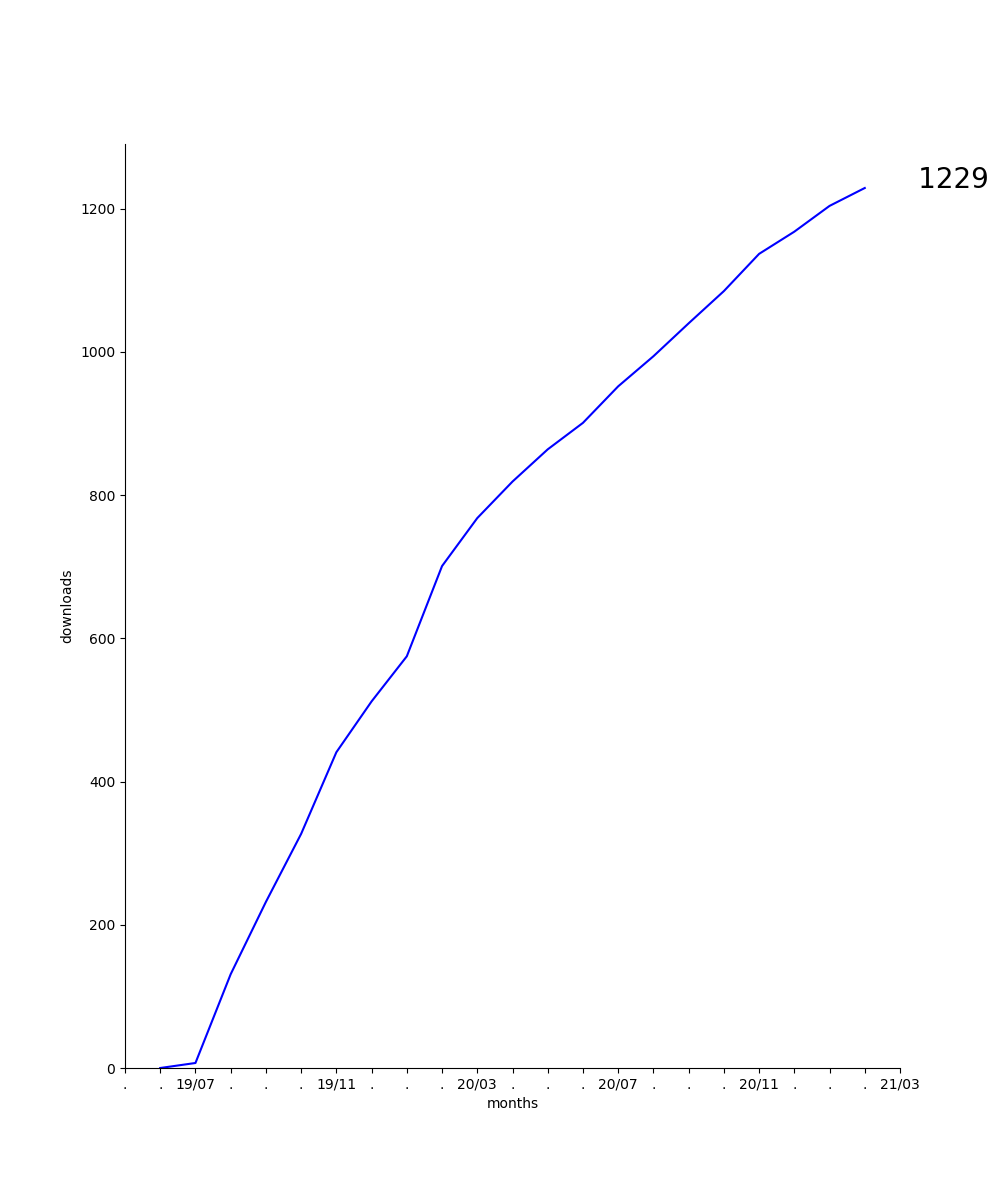 1229
1200
1000
800
600
400
200
0
downloads
. . 19/07 . . . 19/11 . . . 20/03 . . . 20/07 . . . 20/11 . . . 21/03
months